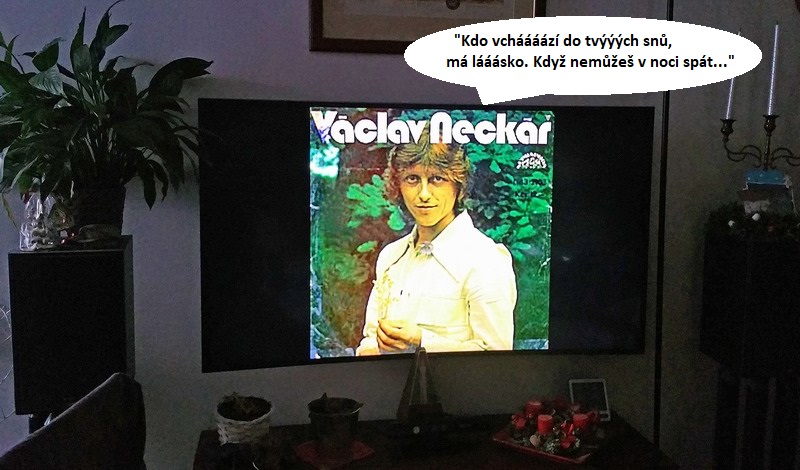 "Kdo vcháááází do tvýýých snů,
má lááásko. Když nemůžeš v noci spát..."
Václav Neckář